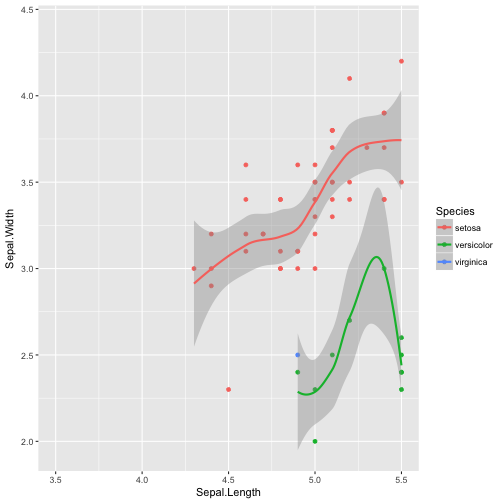 4.5
4.0
3.5
3.0
2.5
2.0
Sepal.Width
3.5 4.0 4.5 5.0 5.5
Sepal.Length
Species
setosa
versicolor
virginica